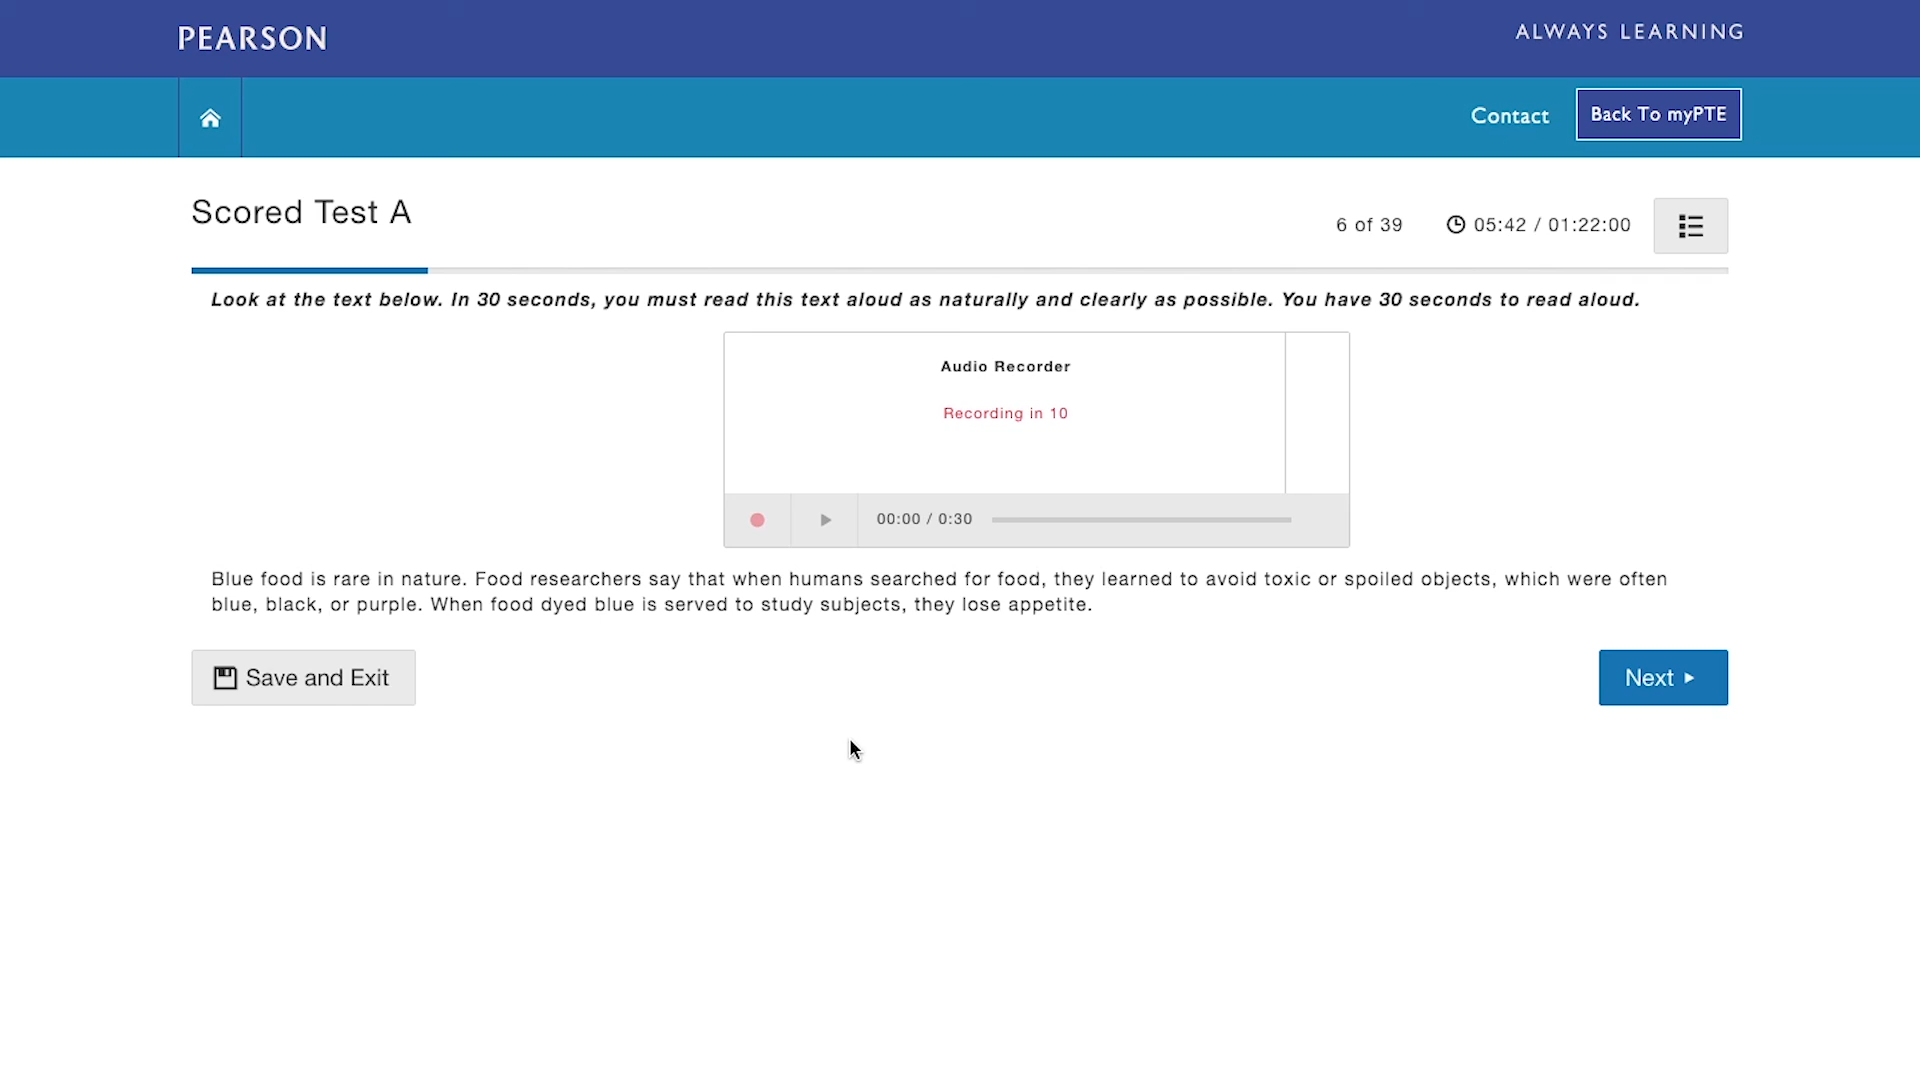 PEARSON
ALWAYS LEARNING
Contact
Back To myPTE
Scored Test A
6 of 39
05:42 / 01:22:00
Look at the text below. In 30 seconds, you must read this text aloud as naturally and clearly as possible. You have 30 seconds to read aloud.
Audio Recorder
Recording in 10
00:00 / 0:30
Blue food is rare in nature. Food researchers say that when humans searched for food, they learned to avoid toxic or spoiled objects, which were often
blue, black, or purple. When food dyed blue is served to study subjects, they lose appetite.
Save and Exit
Next